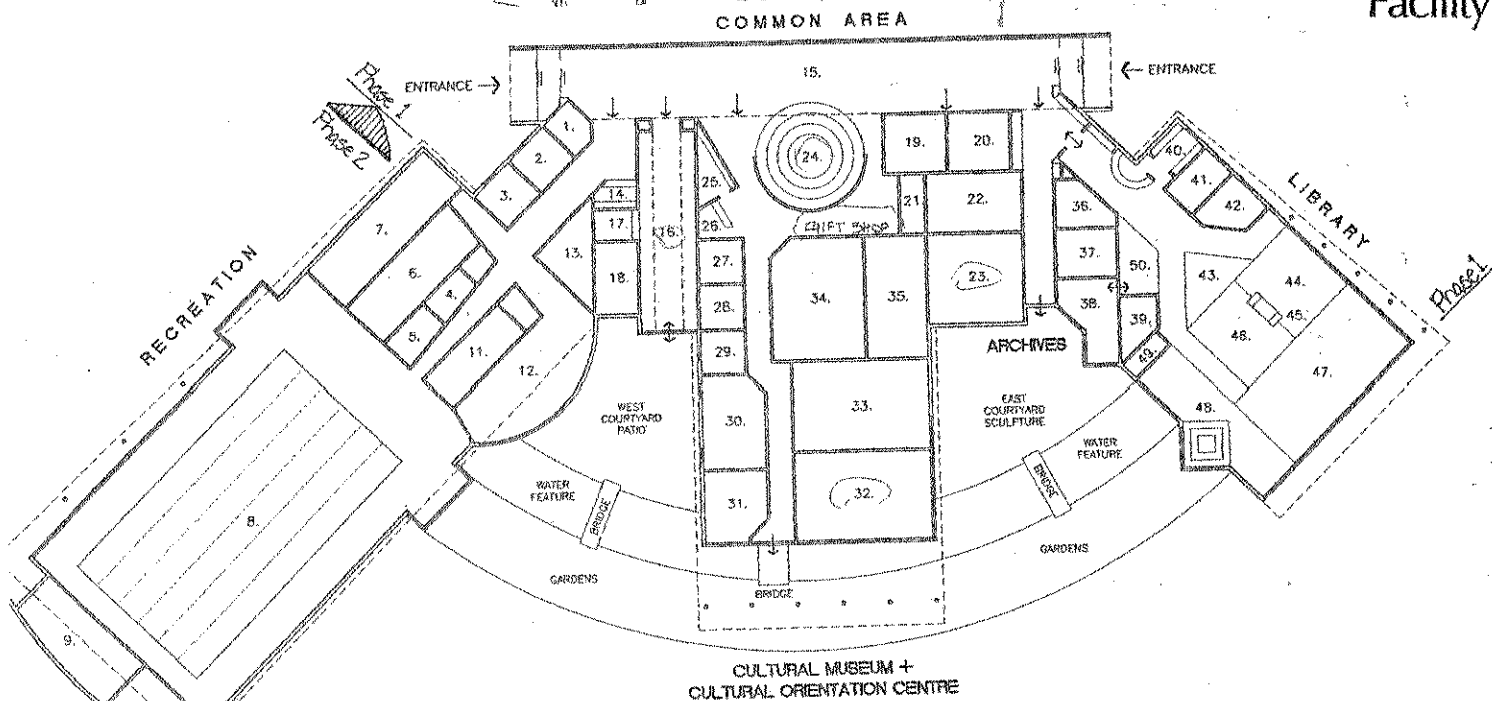 Facility
COMMON AREA
ENTRANCE
15.
ENTRANCE
Phase 1
Phase 2
1.
2.
3.
24.
19.
20.
40.
41.
42.
LIBRARY
14.
25.
21.
22.
36.
7.
17.
16.
26.
GIFT SHOP
13.
6.
18.
27.
37.
50.
43.
44.
RECREATION
4.
28.
34.
35.
23.
38.
39.
45.
46.
Phase 1
5.
11.
29.
ARCHIVES
49.
47.
12.
WEST
COURTYARD
PATIO
30.
33.
EAST
COURTYARD
SCULPTURE
48.
WATER
FEATURE
WATER
FEATURE
BRIDGE
BRIDGE
31.
32.
8.
GARDENS
GARDENS
BRIDGE
9.
CULTURAL MUSEUM +
CULTURAL ORIENTATION CENTRE